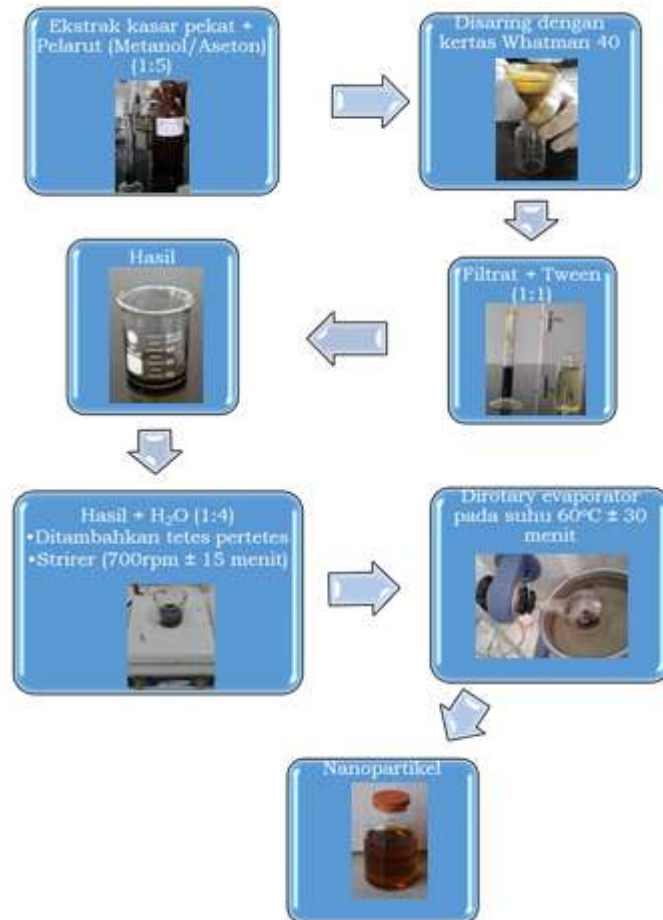 Ekstrak kasar pekat +
Pelarut (Metanol/Aseton)
(1:5)
Disaring dengan
kertas Whatman 40
Filtrat + Tween
(1:1)
Hasil
Hasil + H₂O (1:4)
•Ditambahkan tetes pertetes
•Strirer (700rpm ± 15 menit)
Dirotary evaporator
pada suhu 60°C ± 30
menit
Nanopartikel